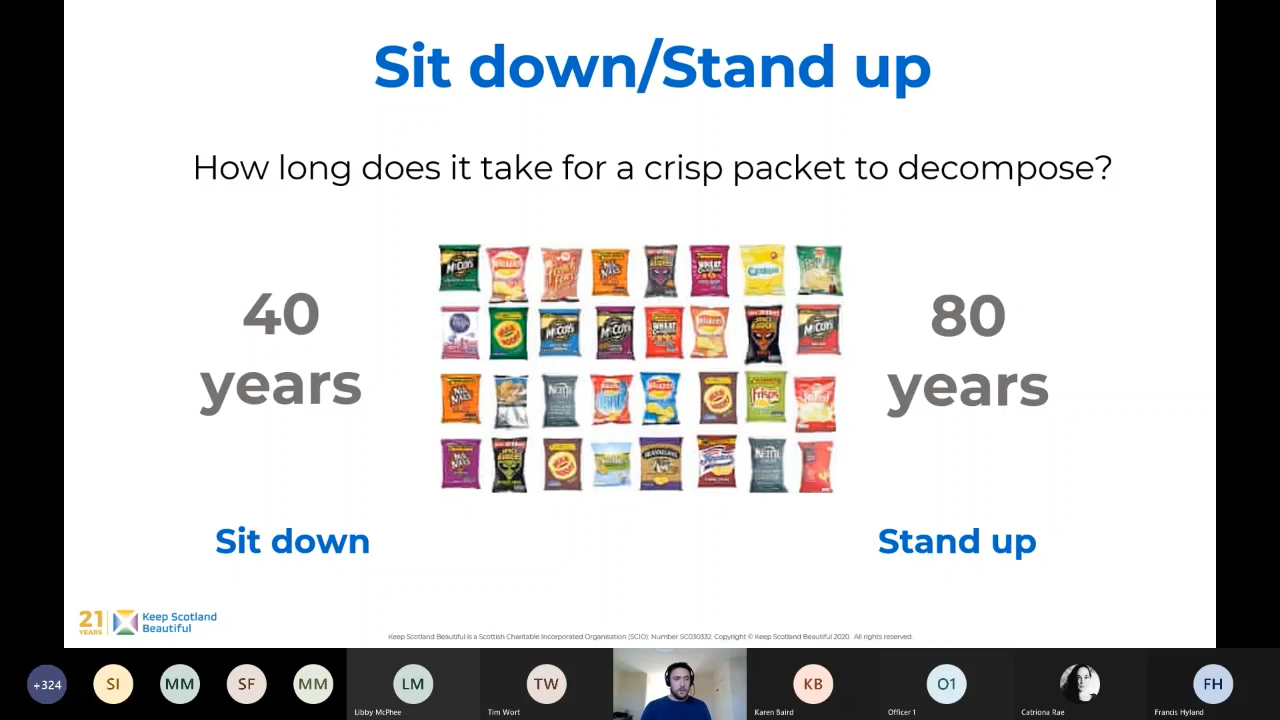 Sit down/Stand up
How long does it take for a crisp packet to decompose?
40
years
80
years
Sit down
Stand up
21
YEARS
Keep Scotland
Beautiful
Keep Scotland Beautiful is a Scottish Charitable Incorporated Organisation (SCIO): Number SC030332. Copyright © Keep Scotland Beautiful 2020. All rights reserved.
+324
SI
MM
SF
MM
LM
TW
KB
O1
FH
Libby McPhee
Tim Wort
Karen Baird
Officer 1
Catriona Rae
Francis Hyland